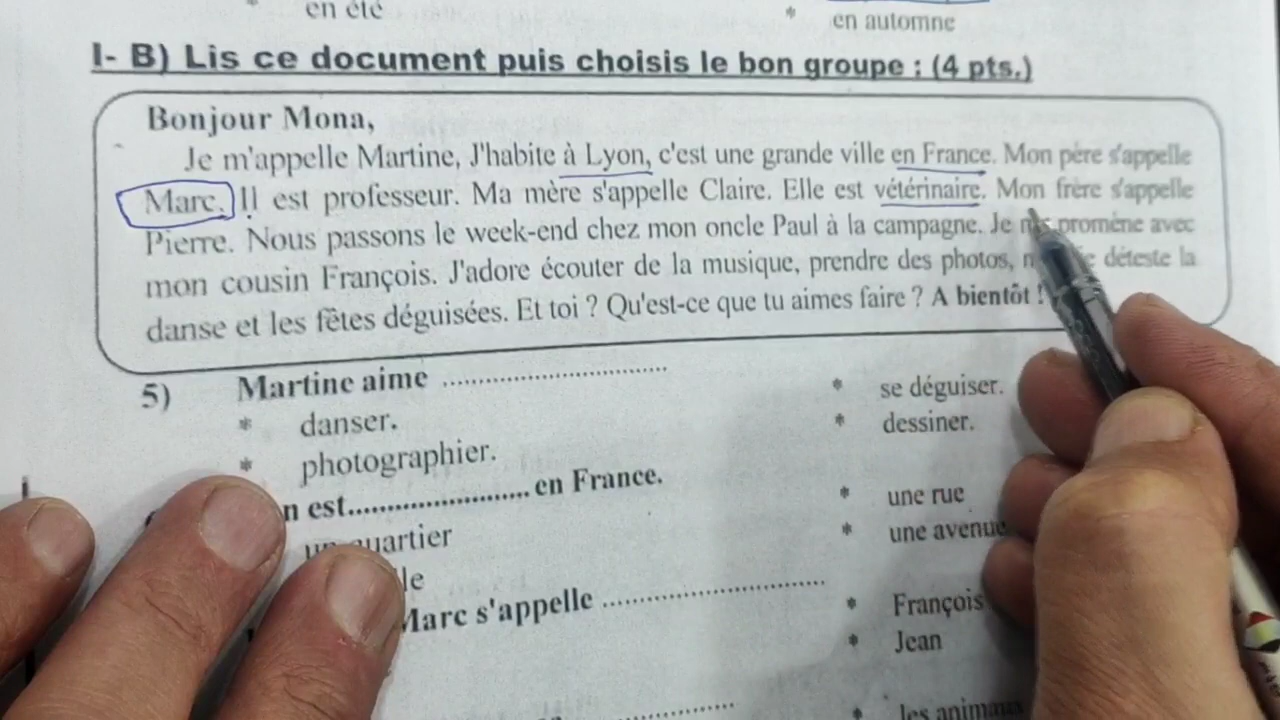 * en été
* en automne
I- B) Lis ce document puis choisis le bon groupe : (4 pts.)
Bonjour Mona,
Je m'appelle Martine, J'habite à Lyon, c'est une grande ville en France. Mon père s'appelle
Marc. Il est professeur. Ma mère s'appelle Claire. Elle est vétérinaire. Mon frère s'appelle
Pierre. Nous passons le week-end chez mon oncle Paul à la campagne. Je promène avec
mon cousin François. J'adore écouter de la musique, prendre des photos, déteste la
danse et les fêtes déguisées. Et toi ? Qu'est-ce que tu aimes faire ? A bientôt !
5) Martine aime ..............................
* danser.
* se déguiser.
* photographier.
* dessiner.
n est........................ en France.
quartier
* une rue
le
* une avenue
Marc s'appelle ..............................
* François
* Jean
* les animaux